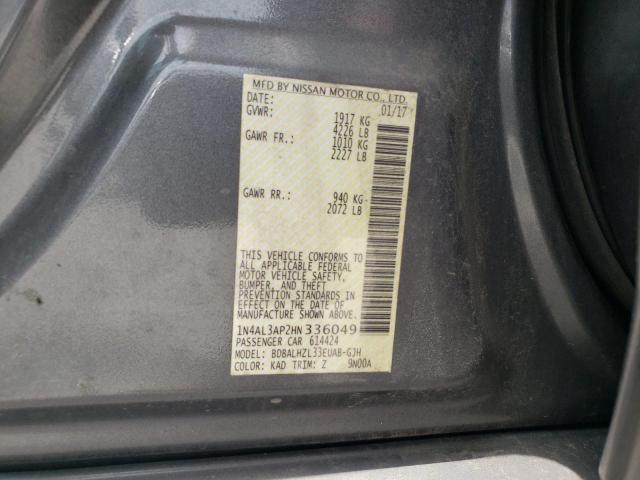 MFD BY NISSAN MOTOR CO., LTD.
DATE: 01/17
GVWR: 1917 KG
4226 LB
GAWR FR.: 1010 KG
2227 LB
GAWR RR.: 940 KG
2072 LB
THIS VEHICLE CONFORMS TO
ALL APPLICABLE FEDERAL
MOTOR VEHICLE SAFETY,
BUMPER, AND THEFT
PREVENTION STANDARDS IN
EFFECT ON THE DATE OF
MANUFACTURE SHOWN ABOVE.
1N4AL3AP2HN 336049
PASSENGER CAR 614424
MODEL: BDBALHZL33EUAB-GJH
COLOR: KAD TRIM: Z 9N00A